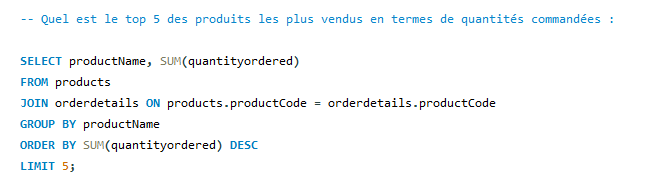 -- Quel est le top 5 des produits les plus vendus en termes de quantités commandées :
SELECT productName, SUM(quantityordered)
FROM products
JOIN orderdetails ON products.productCode = orderdetails.productCode
GROUP BY productName
ORDER BY SUM(quantityordered) DESC
LIMIT 5;